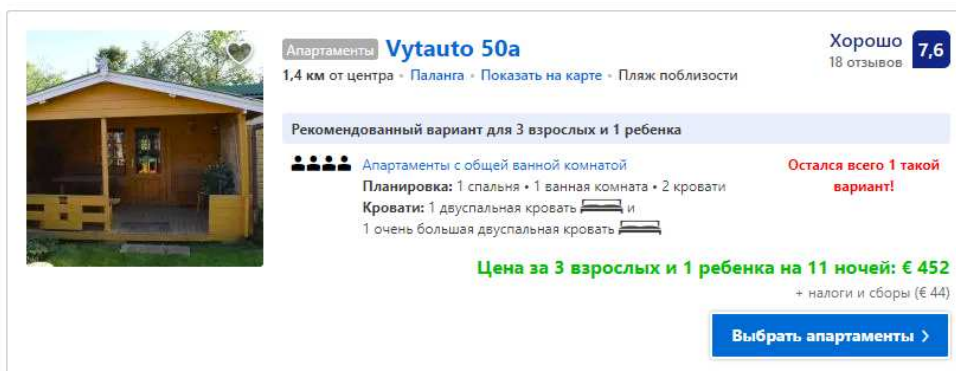 Апартаменты Vytauto 50a
Хорошо
18 отзывов
7,6
1,4 км от центра • Паланга • Показать на карте • Пляж поблизости
Рекомендованный вариант для 3 взрослых и 1 ребенка
Апартаменты с общей ванной комнатой
Остался всего 1 такой
вариант!
Планировка: 1 спальня • 1 ванная комната • 2 кровати
Кровати: 1 двуспальная кровать и
1 очень большая двуспальная кровать
Цена за 3 взрослых и 1 ребенка на 11 ночей: € 452
+ налоги и сборы (€ 44)
Выбрать апартаменты